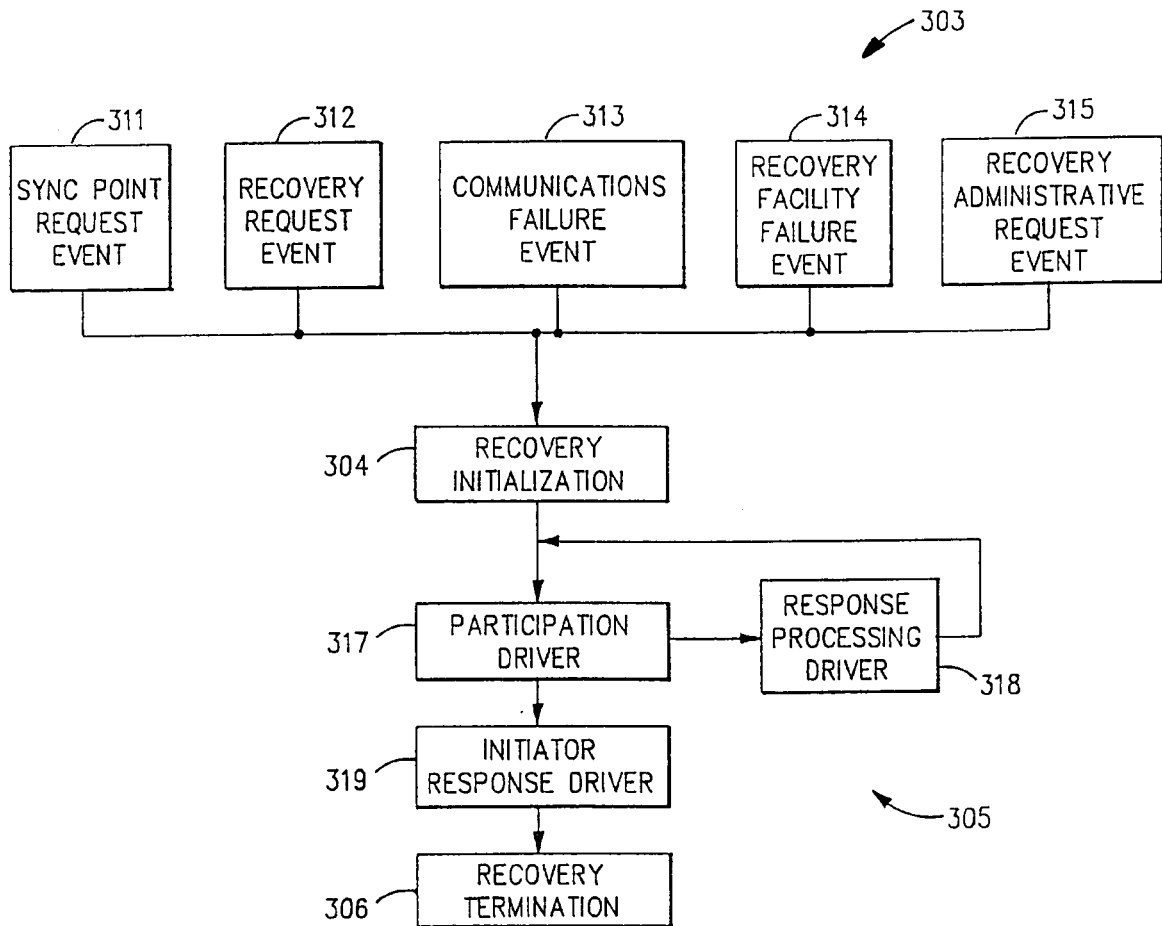 303
311
312
313
314
315
SYNC POINT
REQUEST
EVENT
RECOVERY
REQUEST
EVENT
COMMUNICATIONS
FAILURE
EVENT
RECOVERY
FACILITY
FAILURE
EVENT
RECOVERY
ADMINISTRATIVE
REQUEST
EVENT
304
RECOVERY
INITIALIZATION
317
PARTICIPATION
DRIVER
RESPONSE
PROCESSING
DRIVER
318
319
INITIATOR
RESPONSE DRIVER
305
306
RECOVERY
TERMINATION